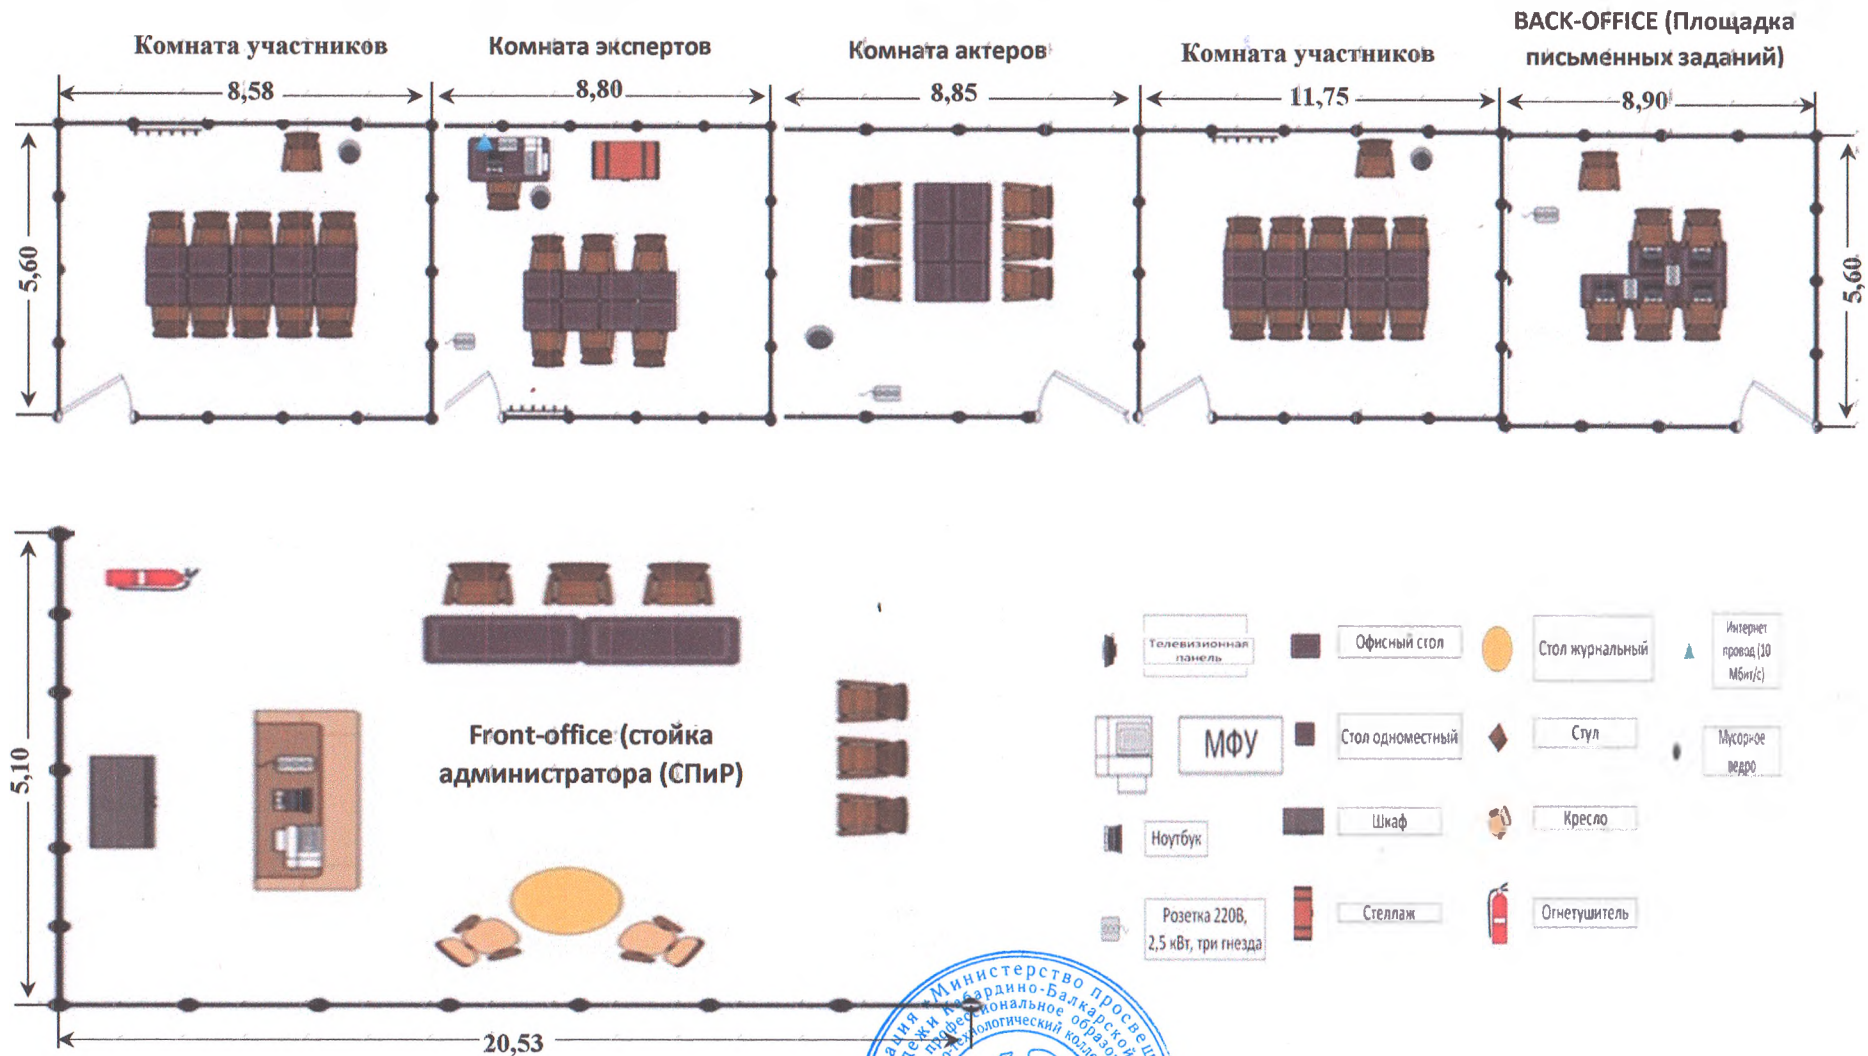 Комната участников
Комната экспертов
Комната актеров
Комната участников
BACK-OFFICE (Площадка
письменных заданий)
8,58
8,80
8,85
11,75
8,90
5,60
5,60
Front-office (стойка
администратора (СПиР)
5,10
20,53
Телевизионная
панель
Офисный стол
Стол журнальный
Интернет
провод (10
Мбит/с)
МФУ
Стол одноместный
Стул
Мусорное
ведро
Ноутбук
Шкаф
Кресло
Розетка 220В,
2,5 кВт, три гнезда
Стеллаж
Огнетушитель
*Министерство просвещ
Кабардино-Балкарской
профессиональное образо